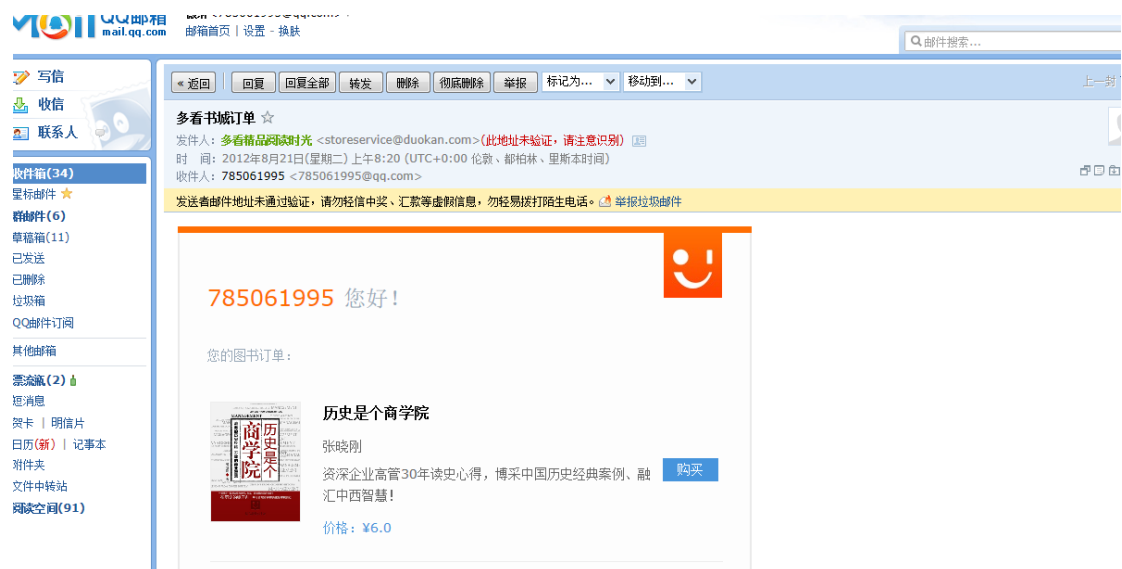 QQ邮箱
mail.qq.com
邮箱首页 | 设置 - 换肤
邮件搜索...
写信
收信
联系人
收件箱(34)
星标邮件
群邮件(6)
草稿箱(11)
已发送
已删除
垃圾箱
QQ邮件订阅
其他邮箱
漂流瓶(2)
短消息
贺卡 | 明信片
日历(新) | 记事本
附件夹
文件中转站
阅读空间(91)
« 返回 回复 回复全部 转发 删除 彻底删除 举报 标记为... 移动到...
上一封
多看书城订单 ☆
发件人：多看精品阅读时光 <storeservice@duokan.com>(此地址未验证，请注意识别)
时 间：2012年8月21日(星期二) 上午8:20 (UTC+0:00 伦敦、都柏林、里斯本时间)
收件人：785061995 <785061995@qq.com>
发送者邮件地址未通过验证，请勿轻信中奖、汇款等虚假信息，勿轻易拨打陌生电话。 举报垃圾邮件
785061995 您好！
您的图书订单：
历史是个
商学院
历史是个商学院
张晓刚
资深企业高管30年读史心得，博采中国历史经典案例、融
汇中西智慧！
购买
价格：¥6.0